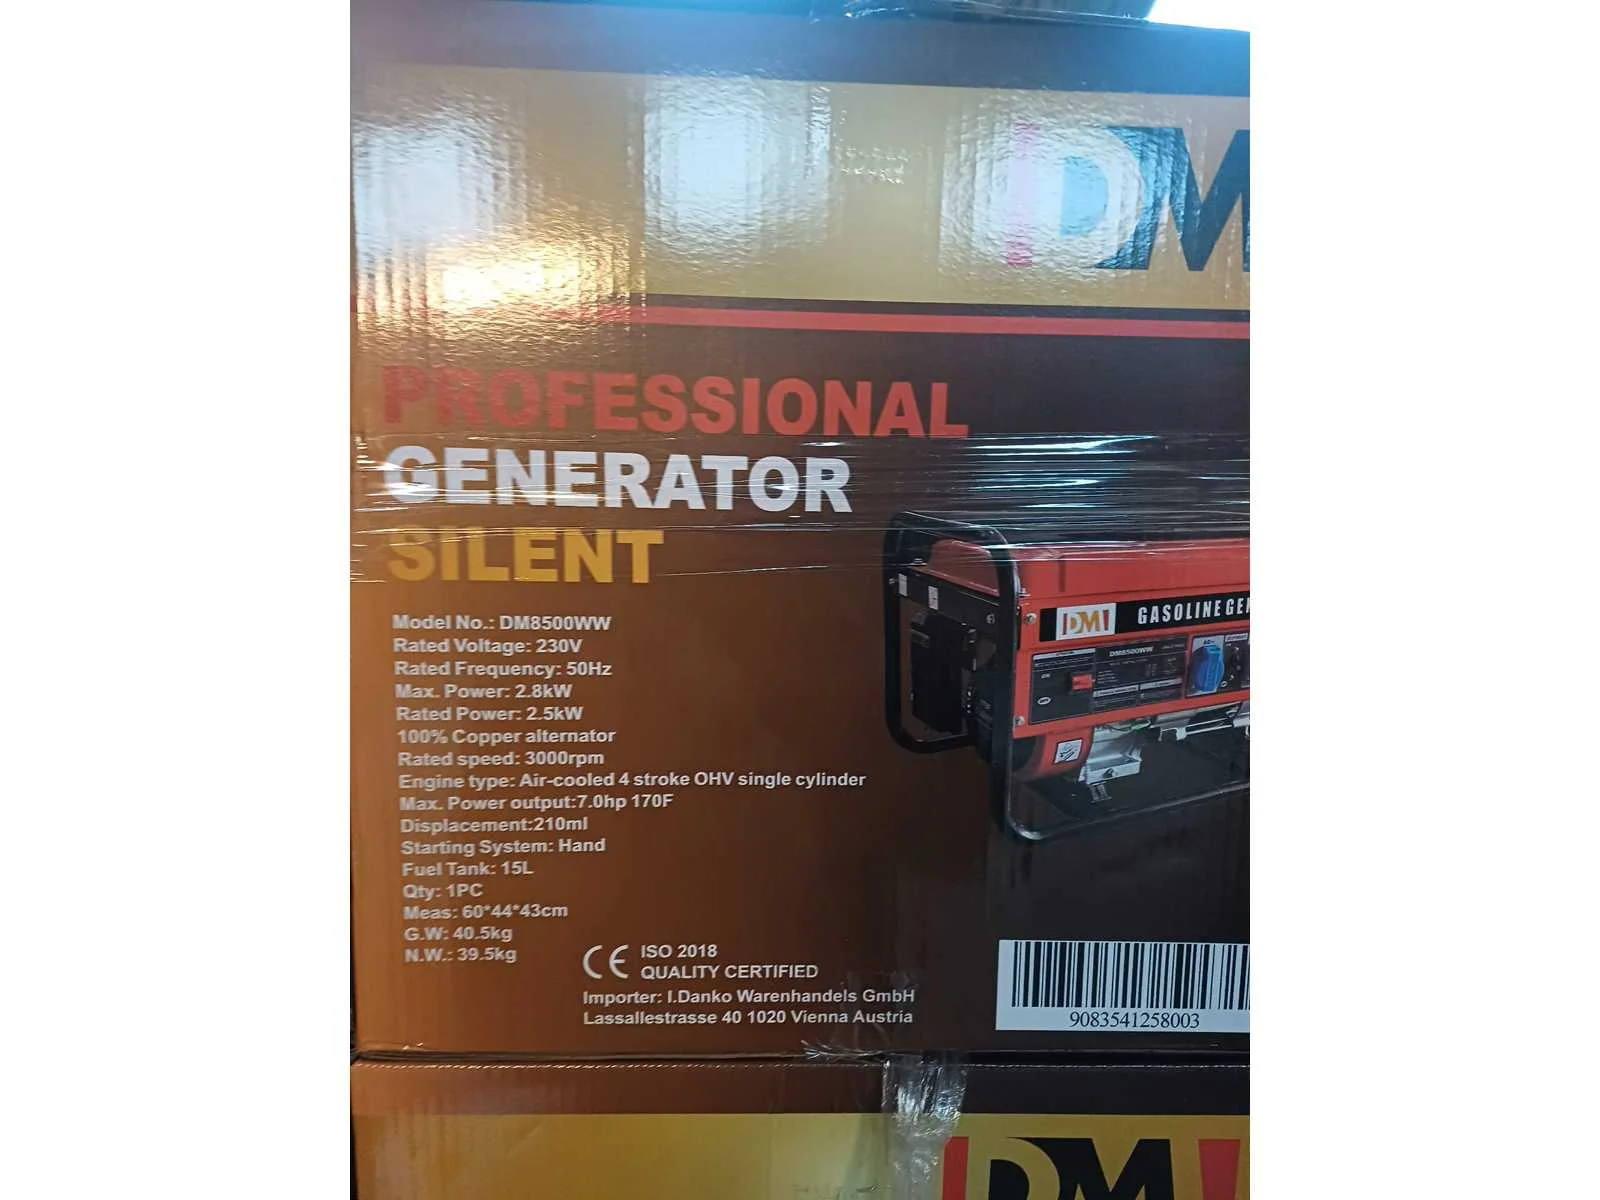 DM
PROFESSIONAL
GENERATOR
SILENT
Model No.: DM8500WW
Rated Voltage: 230V
Rated Frequency: 50Hz
Max. Power: 2.8kW
Rated Power: 2.5kW
100% Copper alternator
Rated speed: 3000rpm
Engine type: Air-cooled 4 stroke OHV single cylinder
Max. Power output:7.0hp 170F
Displacement:210ml
Starting System: Hand
Fuel Tank: 15L
Qty: 1PC
Meas: 60*44*43cm
G.W: 40.5kg
N.W.: 39.5kg
DM
GASOLINE GE
DM8500WW
CE ISO 2018
QUALITY CERTIFIED
Importer: I.Danko Warenhandels GmbH
Lassallestrasse 40 1020 Vienna Austria
9083541258003
DM